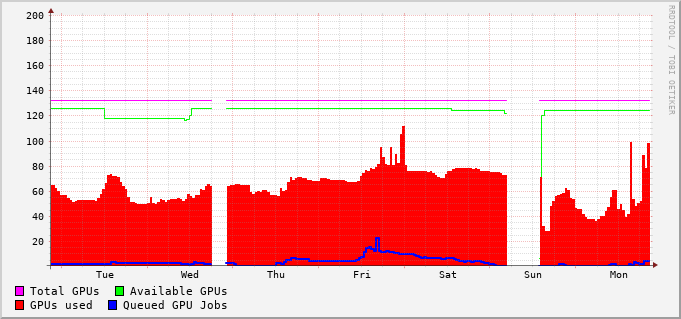 200
180
160
140
120
100
80
60
40
20
Tue Wed Thu Fri Sat Sun Mon
Total GPUs Available GPUs
GPUs used Queued GPU Jobs
RRDTOOL / TOBI OETIKER